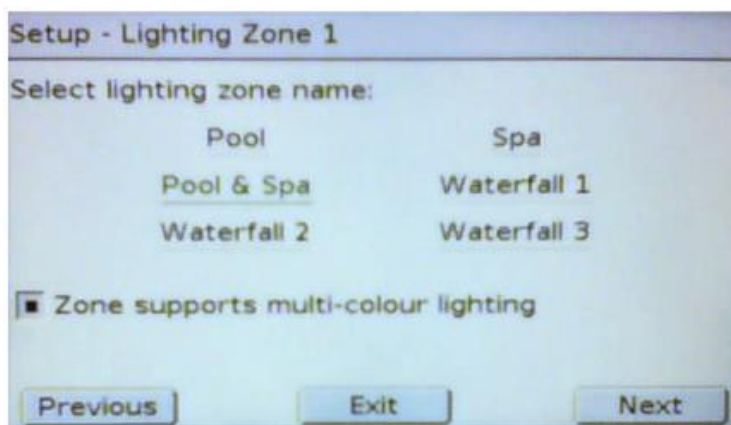 Setup - Lighting Zone 1
Select lighting zone name:
Pool Spa
Pool & Spa Waterfall 1
Waterfall 2 Waterfall 3
Zone supports multi-colour lighting
Previous Exit Next